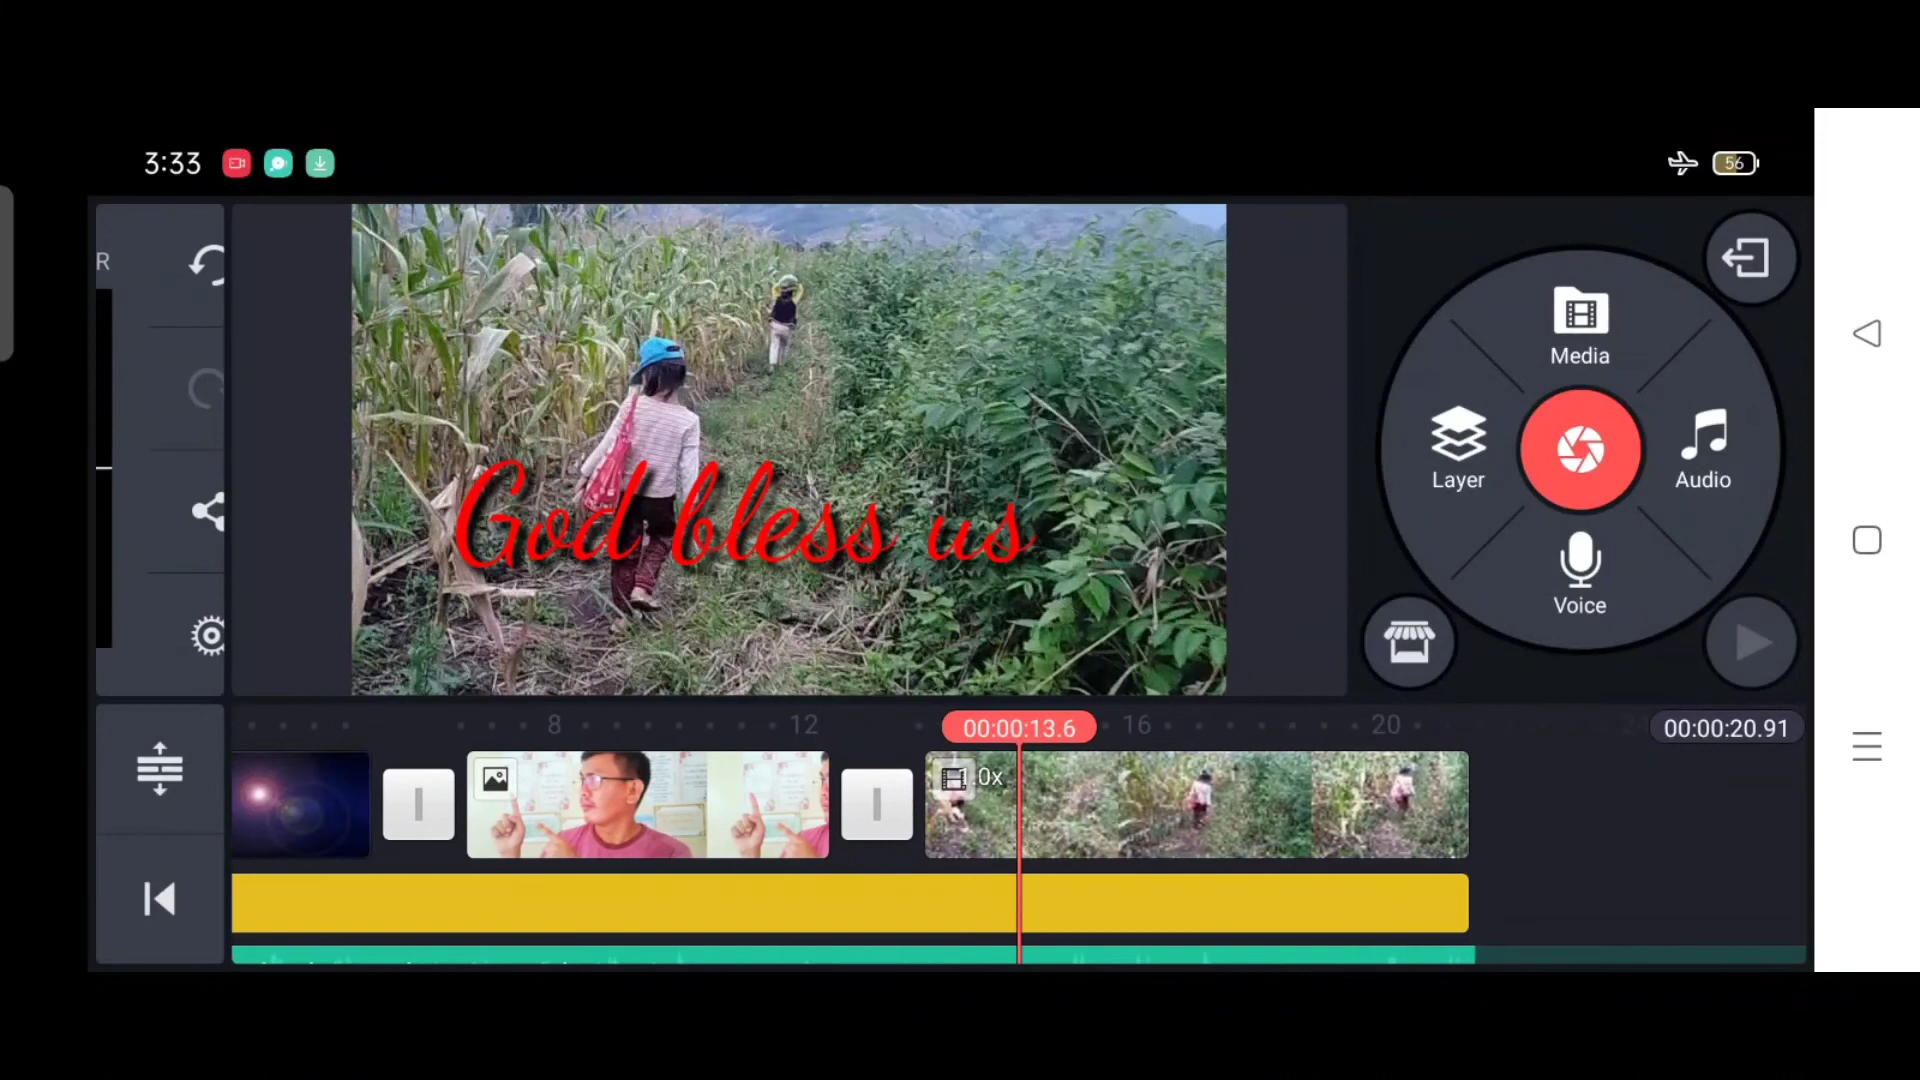 3:33
56
R
Media
Layer
Audio
Voice
God bless us
8
12
00:00:13.6
16
20
00:00:20.91
.0x